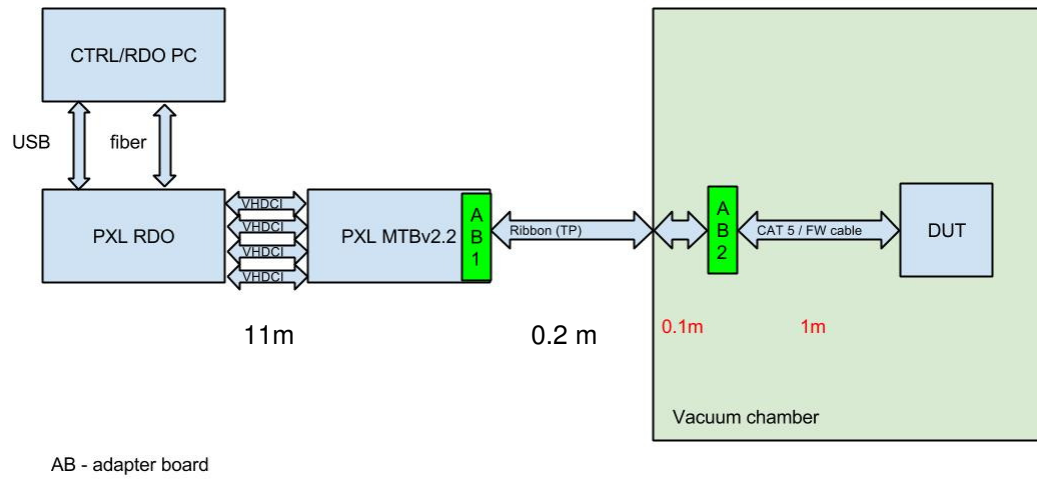 CTRL/RDO PC
USB
fiber
PXL RDO
VHDCI
VHDCI
VHDCI
VHDCI
PXL MTBv2.2
A
B
1
Ribbon (TP)
A
B
2
CAT 5 / FW cable
DUT
11m
0.2 m
0.1m
1m
Vacuum chamber
AB - adapter board